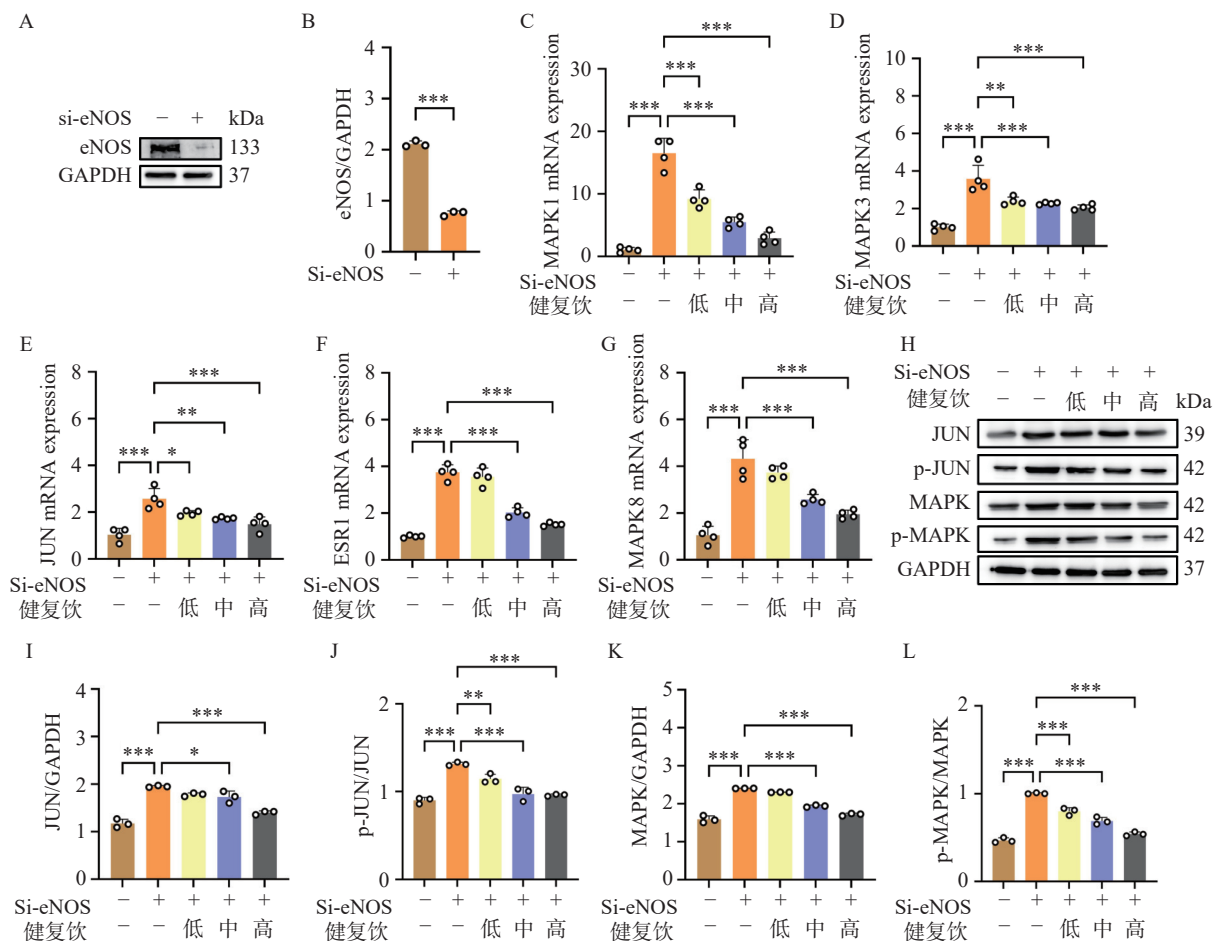 A
si-eNOS − + kDa
eNOS 133
GAPDH 37
B
eNOS/GAPDH
4
3
2
1
0
***
− +
Si-eNOS
C
MAPK1 mRNA expression
30
20
10
0
***
***
*** ***
Si-eNOS − + + + +
健复饮 − − 低 中 高
D
MAPK3 mRNA expression
10
8
6
4
2
0
***
**
*** ***
Si-eNOS − + + + +
健复饮 − − 低 中 高
E
JUN mRNA expression
8
6
4
2
0
***
**
*** *
Si-eNOS − + + + +
健复饮 − − 低 中 高
F
ESR1 mRNA expression
8
6
4
2
0
***
*** ***
Si-eNOS − + + + +
健复饮 − − 低 中 高
G
MAPK8 mRNA expression
8
6
4
2
0
***
*** ***
Si-eNOS − + + + +
健复饮 − − 低 中 高
H
Si-eNOS − + + + +
健复饮 − − 低 中 高 kDa
JUN 39
p-JUN 42
MAPK 42
p-MAPK 42
GAPDH 37
I
JUN/GAPDH
4
3
2
1
0
***
*** *
Si-eNOS − + + + +
健复饮 − − 低 中 高
J
p-JUN/JUN
2
1
0
***
**
*** ***
Si-eNOS − + + + +
健复饮 − − 低 中 高
K
MAPK/GAPDH
5
4
3
2
1
0
***
*** ***
Si-eNOS − + + + +
健复饮 − − 低 中 高
L
p-MAPK/MAPK
2
1
0
***
***
*** ***
Si-eNOS − + + + +
健复饮 − − 低 中 高